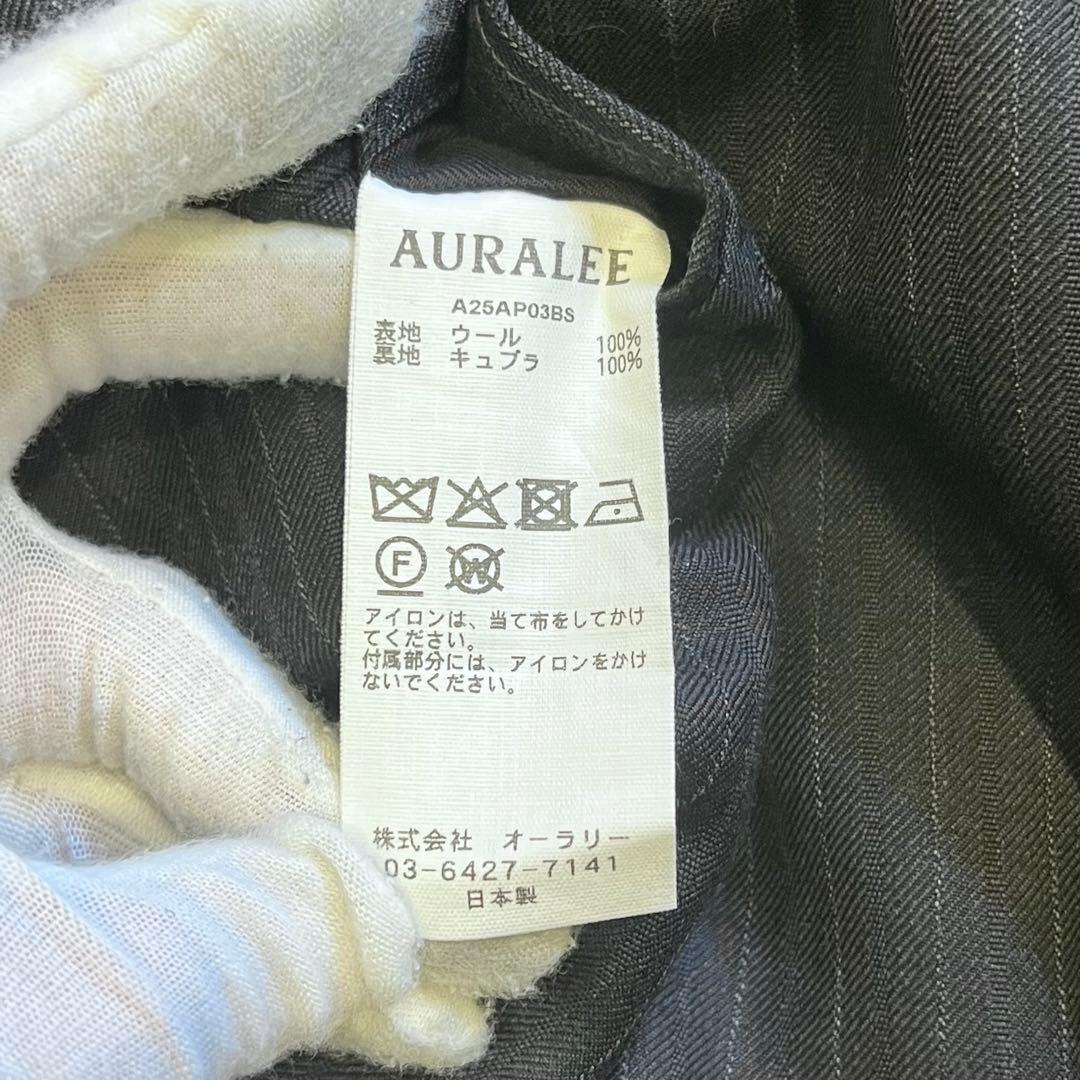 AURALEE
A25AP03BS
表地 ウール 100%
裏地 キュプラ 100%
F
W
アイロンは、当て布をしてかけ
てください。
付属部分には、アイロンをかけ
ないでください。
株式会社 オーラリー
03-6427-7141
日本製